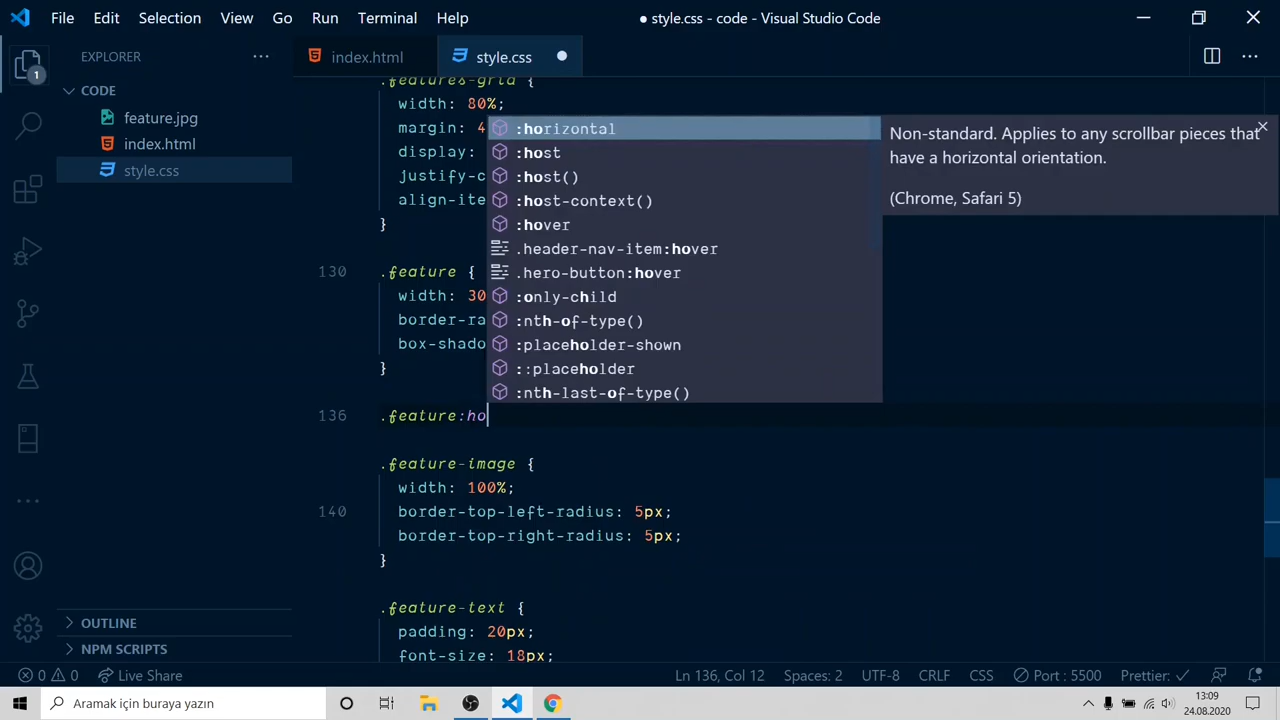 File Edit Selection View Go Run Terminal Help
● style.css - code - Visual Studio Code
EXPLORER
index.html
style.css
CODE
feature.jpg
index.html
style.css
OUTLINE
NPM SCRIPTS
1
.features-grid {
width: 80%;
margin: 4
display:
justify-c
align-ite
}
130 .feature {
width: 30
border-ra
box-shado
}
136 .feature:ho
.feature-image {
width: 100%;
140 border-top-left-radius: 5px;
border-top-right-radius: 5px;
}
.feature-text {
padding: 20px;
font-size: 18px;
:horizontal
:host
:host()
:host-context()
:hover
.header-nav-item:hover
.hero-button:hover
:only-child
:nth-of-type()
:placeholder-shown
::placeholder
:nth-last-of-type()
Non-standard. Applies to any scrollbar pieces that
have a horizontal orientation.
(Chrome, Safari 5)
0 0 Live Share Ln 136, Col 12 Spaces: 2 UTF-8 CRLF CSS Port : 5500 Prettier: ✓
Aramak için buraya yazın
13:09
24.08.2020